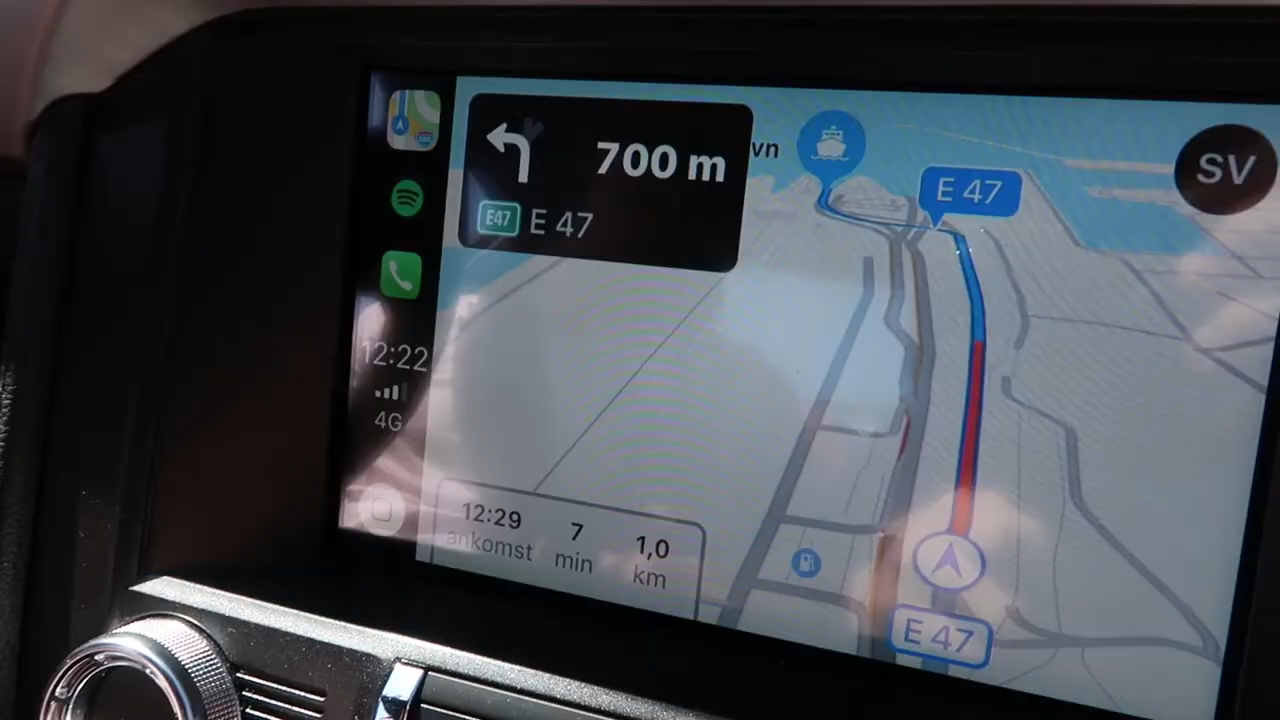 700 m
E47 E 47
vn
E 47
SV
12:22
4G
12:29 7 1,0
ankomst min km
E 47